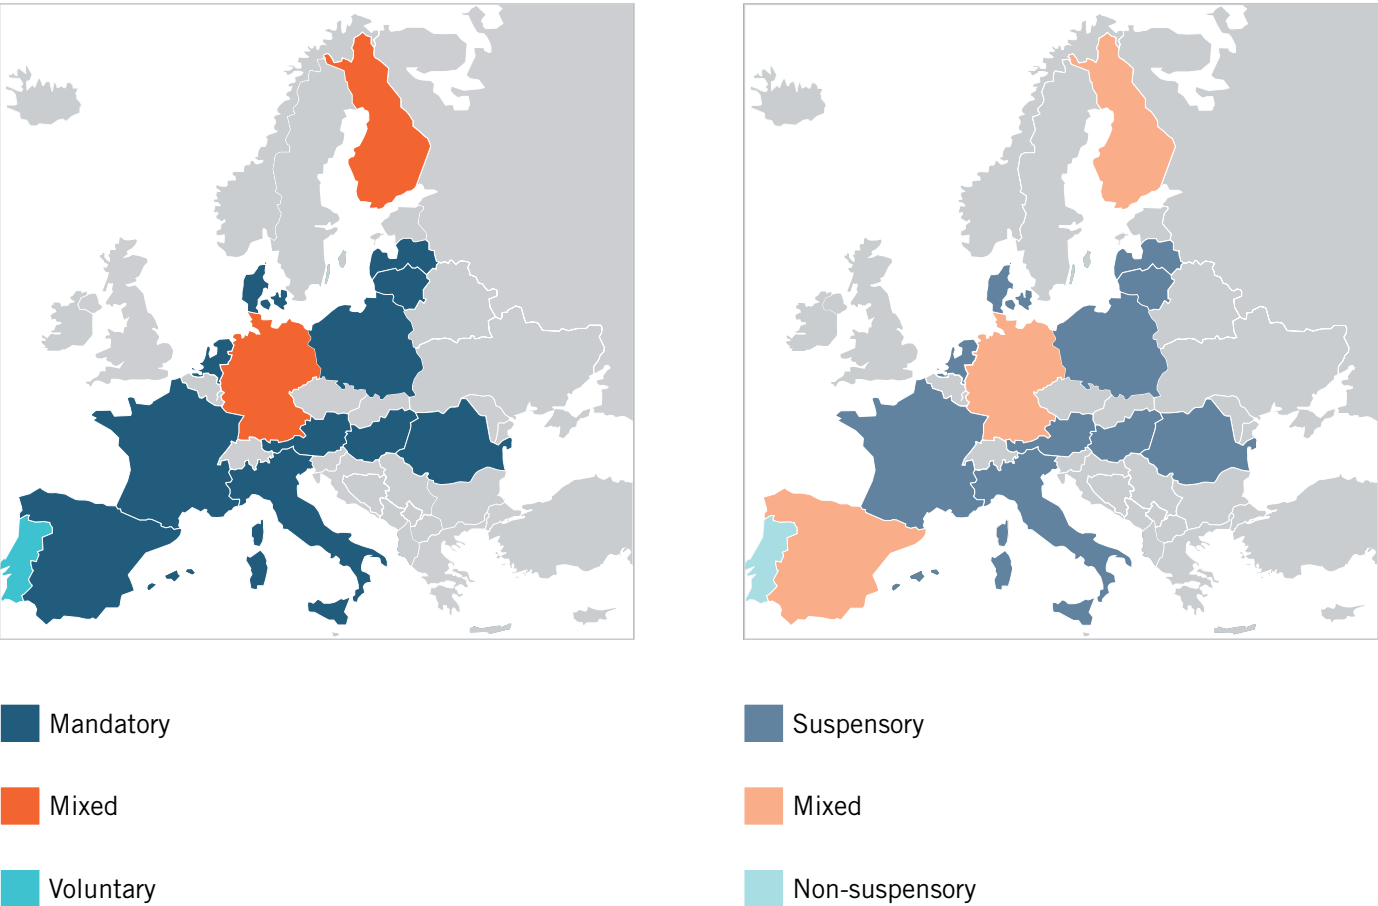 Mandatory
Mixed
Voluntary
Suspensory
Mixed
Non-suspensory